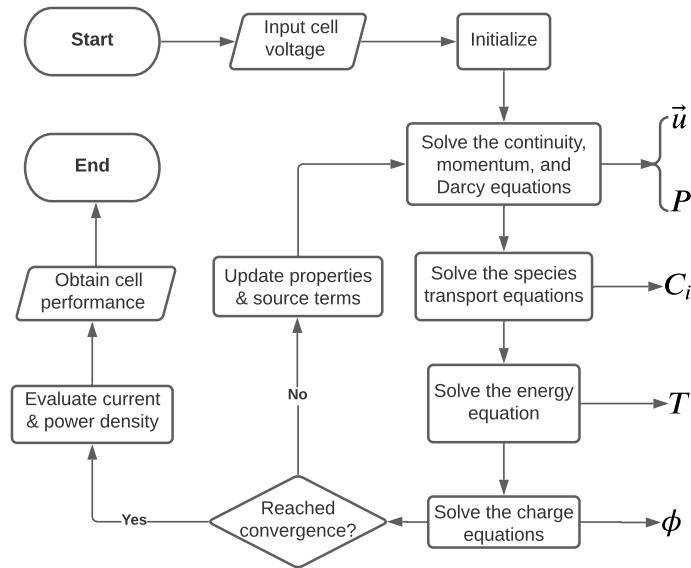 Start
Input cell
voltage
Initialize
Solve the continuity,
momentum, and
Darcy equations
$\vec{u}$
P
End
Obtain cell
performance
Update properties
& source terms
Solve the species
transport equations
$C_i$
Evaluate current
& power density
No
Solve the energy
equation
T
Yes
Reached
convergence?
Solve the charge
equations
ϕ